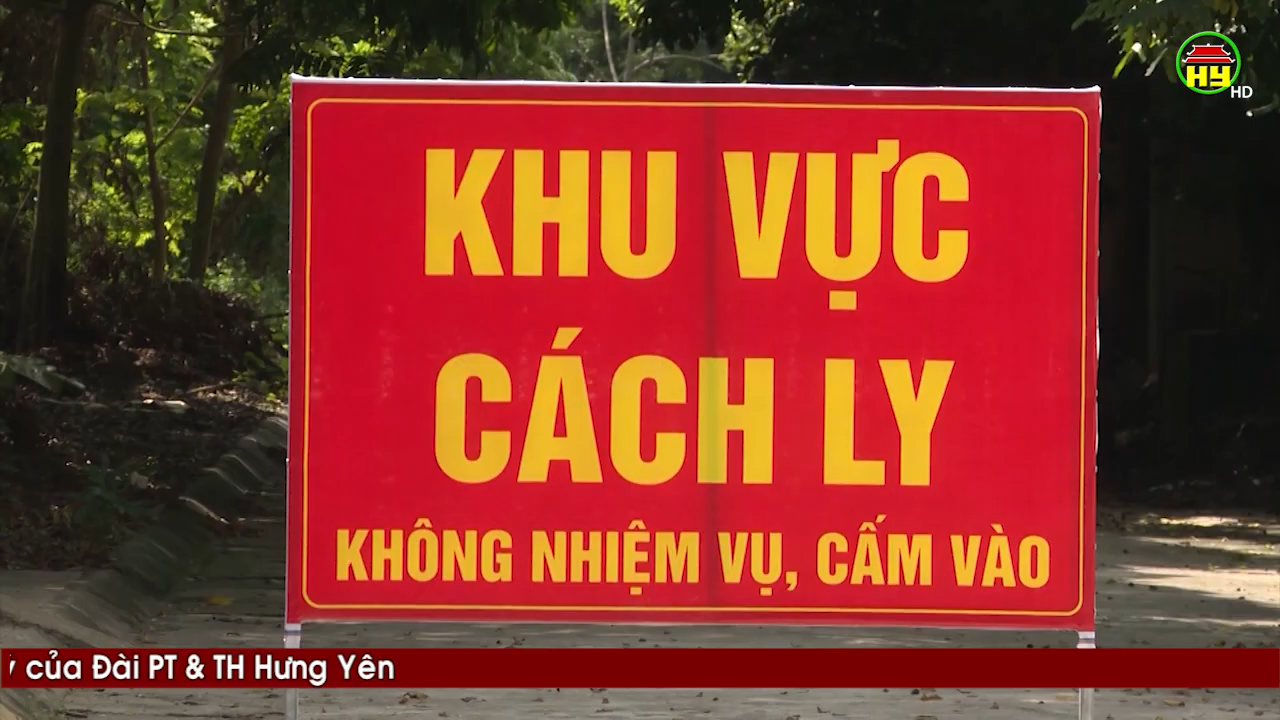 HY
HD
KHU VỰC
CÁCH LY
KHÔNG NHIỆM VỤ, CẤM VÀO
của Đài PT & TH Hưng Yên